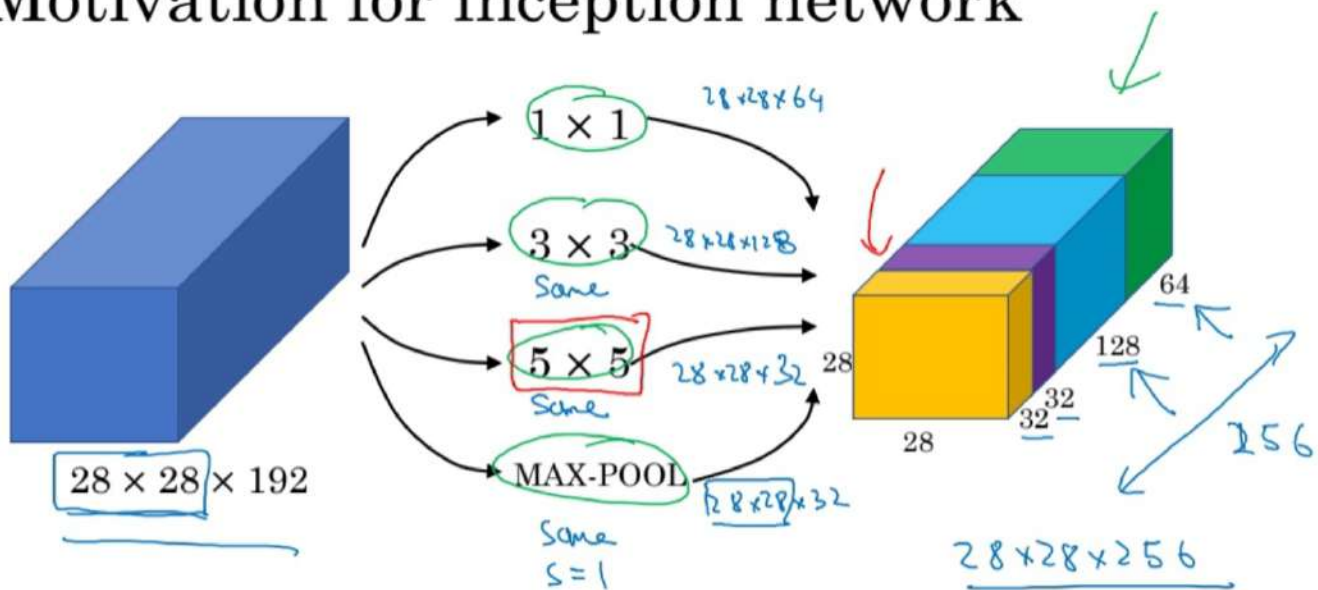 Motivation for inception network
1 × 1
28×28×64
3 × 3
Same
28×28×128
5 × 5
Same
28×28×32
MAX-POOL
Same
s=1
28×28×32
28 × 28 × 192
28
28
32
32
128
64
256
28×28×256